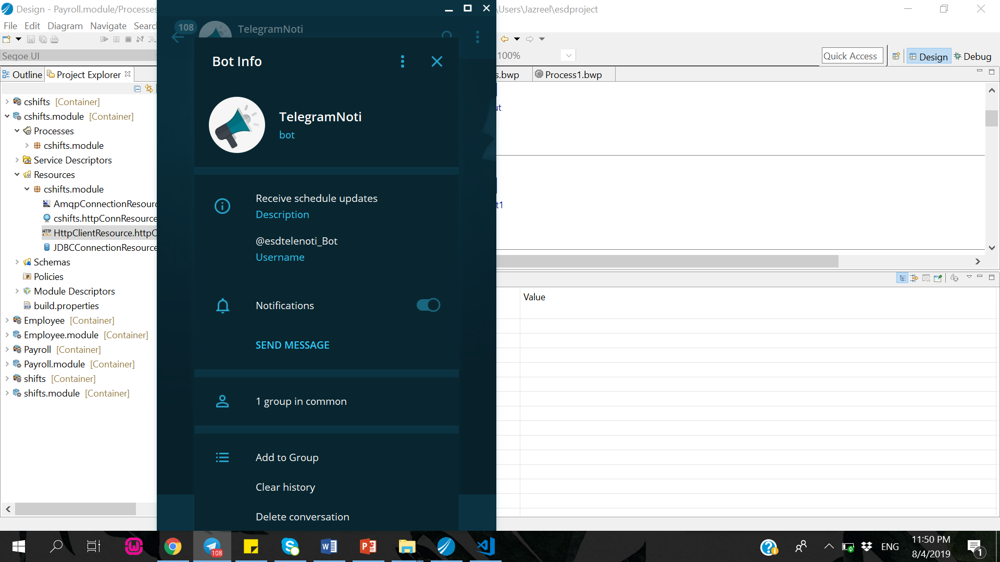 Design - Payroll.module/Processes
\Users\Jazreel\esdproject
File Edit Diagram Navigate Searc
Segoe UI
100%
Quick Access
Design
Debug
Outline
Project Explorer
s.bwp
Process1.bwp
cshifts [Container]
cshifts.module [Container]
Processes
cshifts.module
Service Descriptors
Resources
cshifts.module
AmqpConnectionResourc
cshifts.httpConnResource
HTTP HttpClientResource.httpC
JDBCConnectionResource
Schemas
Policies
Module Descriptors
build.properties
Employee [Container]
Employee.module [Container]
Payroll [Container]
Payroll.module [Container]
shifts [Container]
shifts.module [Container]
108
TelegramNoti
Bot Info
TelegramNoti
bot
Receive schedule updates
Description
@esdtelenoti_Bot
Username
Notifications
SEND MESSAGE
1 group in common
Add to Group
Clear history
Delete conversation
ut
t1
Value
108
ENG
11:50 PM
8/4/2019
1